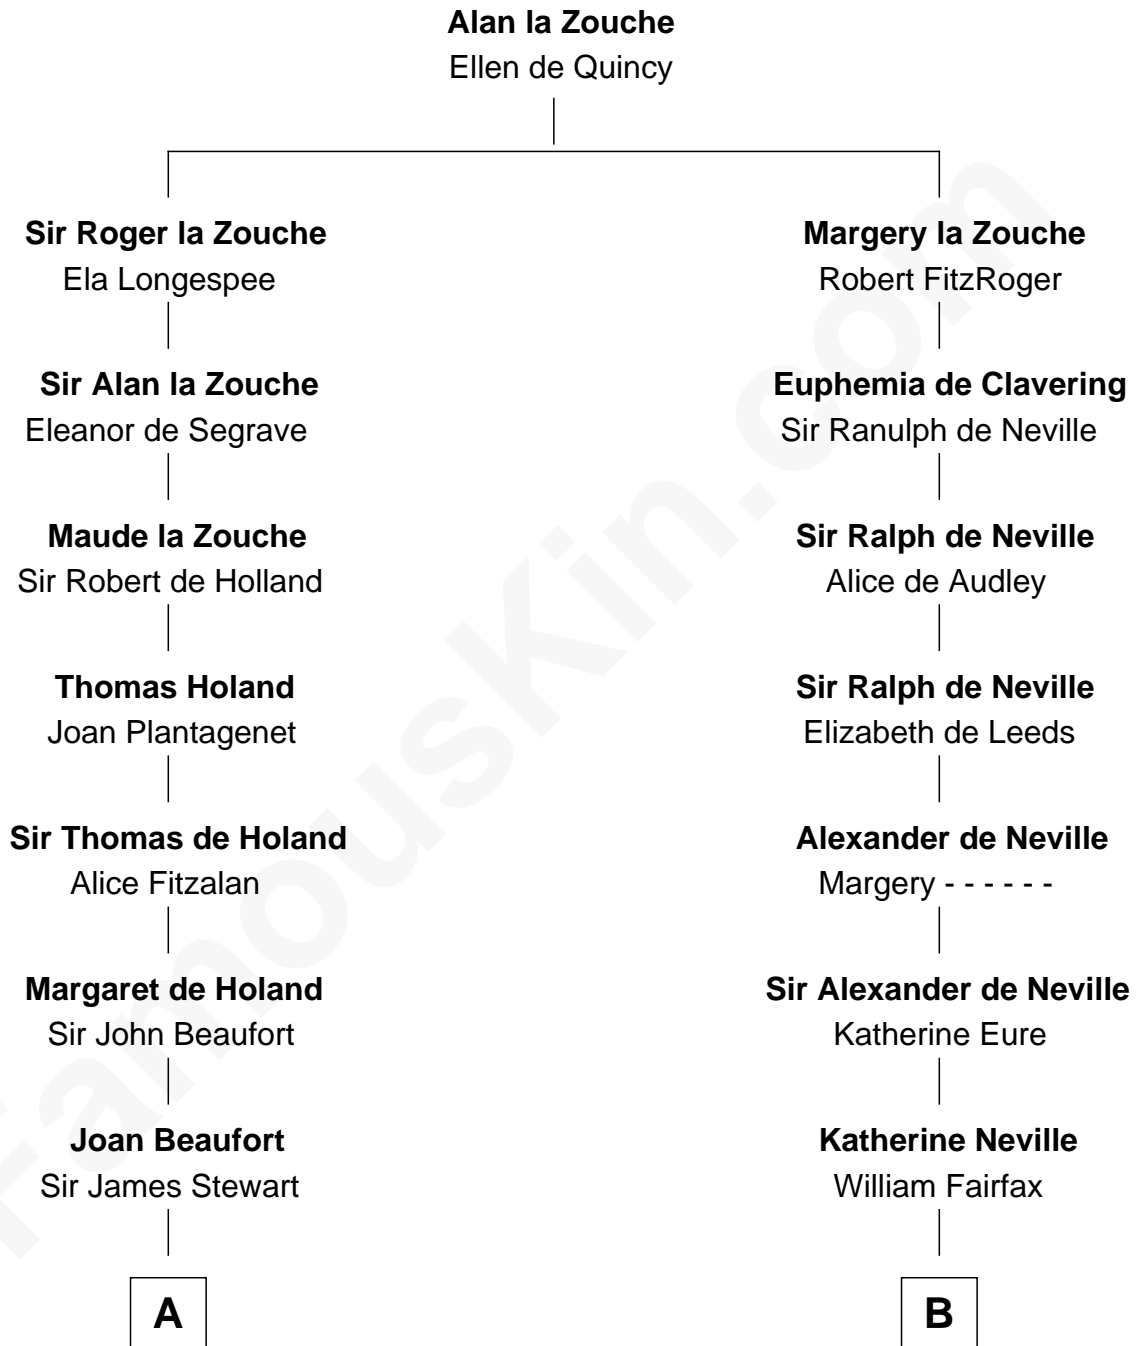 Alan la Zouche
Ellen de Quincy
Sir Roger la Zouche
Ela Longespee
Margery la Zouche
Robert FitzRoger
Sir Alan la Zouche
Eleanor de Segrave
Euphemia de Clavering
Sir Ranulph de Neville
Maude la Zouche
Sir Robert de Holland
Sir Ralph de Neville
Alice de Audley
Thomas Holand
Joan Plantagenet
Sir Ralph de Neville
Elizabeth de Leeds
Sir Thomas de Holand
Alice Fitzalan
Alexander de Neville
Margery - - - - - -
Margaret de Holand
Sir John Beaufort
Sir Alexander de Neville
Katherine Eure
Joan Beaufort
Sir James Stewart
Katherine Neville
William Fairfax
A
B
FamousKin.com